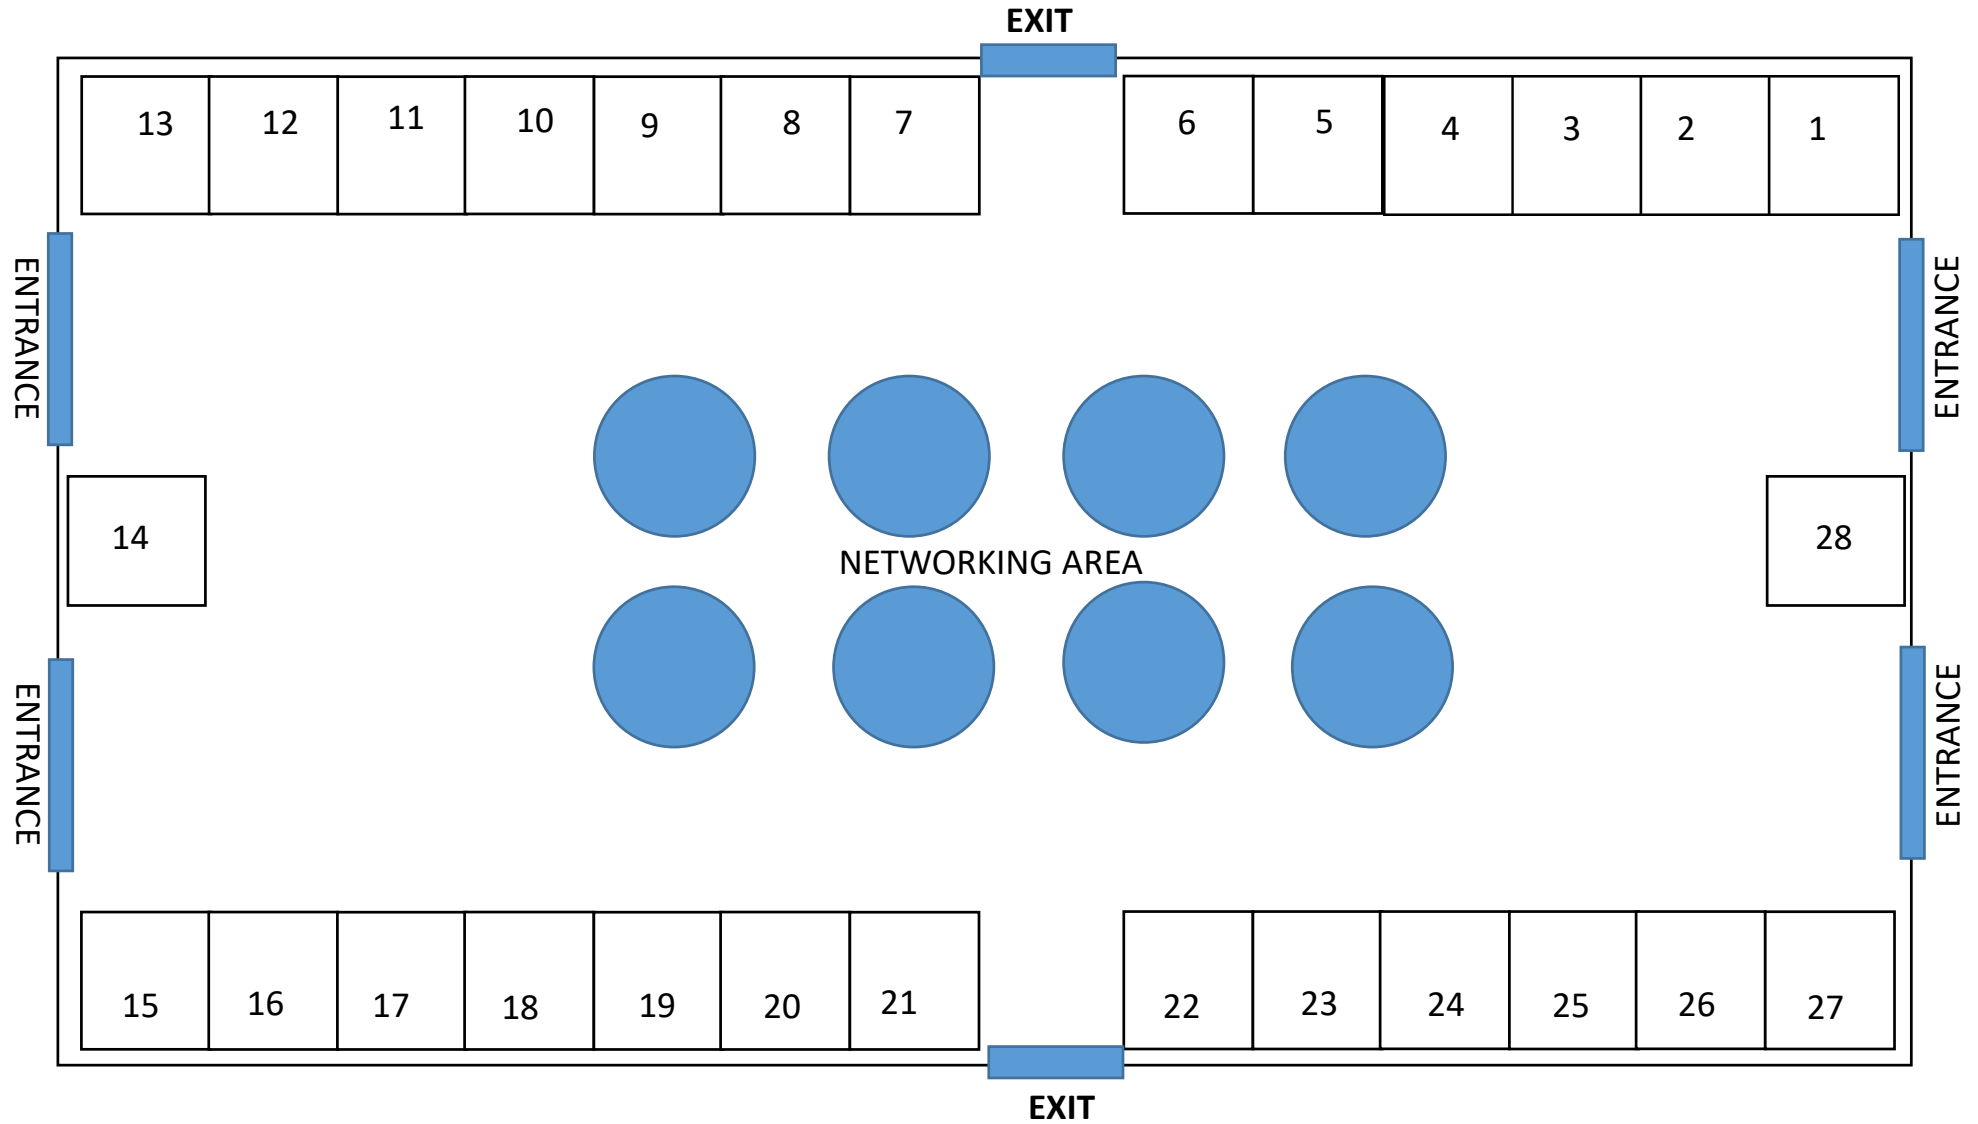 EXIT
13 12 11 10 9 8 7 6 5 4 3 2 1
ENTRANCE
ENTRANCE
14
NETWORKING AREA
28
ENTRANCE
ENTRANCE
15 16 17 18 19 20 21 22 23 24 25 26 27
EXIT